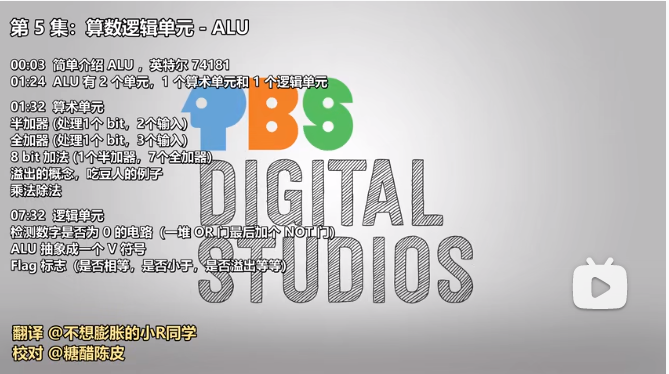 第 5 集：算数逻辑单元 - ALU
00:03 简单介绍 ALU ，英特尔 74181
01:24 ALU 有 2 个单元，1 个算术单元和 1 个逻辑单元
01:32 算术单元
半加器 (处理1个 bit，2个输入)
全加器 (处理1个 bit，3个输入)
8 bit 加法 (1个半加器，7个全加器)
溢出的概念，吃豆人的例子
乘法除法
07:32 逻辑单元
检测数字是否为 0 的电路（一堆 OR 门最后加个 NOT 门）
ALU 抽象成一个 V 符号
Flag 标志（是否相等，是否小于，是否溢出等等）
PBS
DIGITAL
STUDIOS
翻译 @不想膨胀的小R同学
校对 @糖醋陈皮